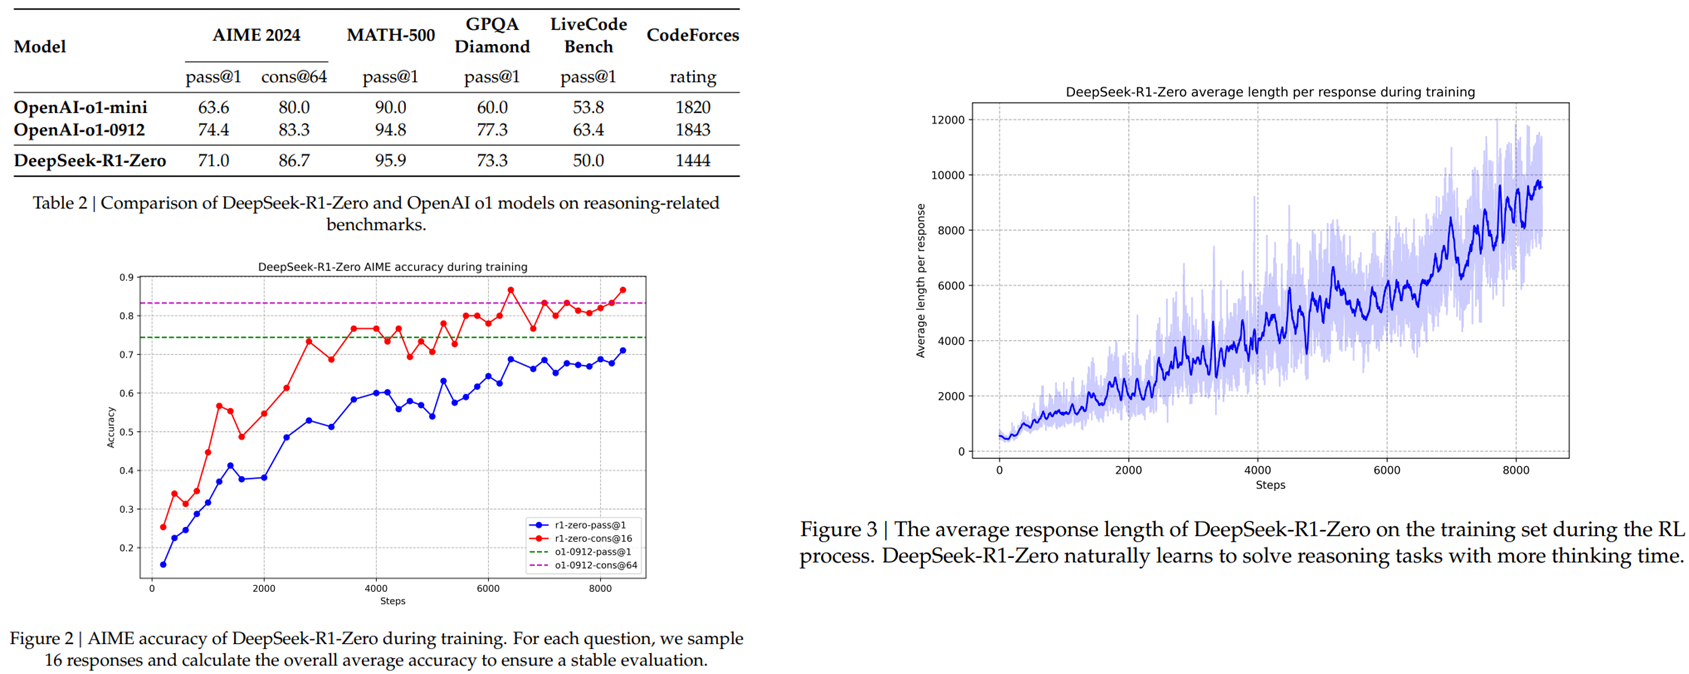 Model AIME 2024 MATH-500 GPQA Diamond LiveCode Bench CodeForces
pass@1 cons@64 pass@1 pass@1 pass@1 rating
OpenAI-o1-mini 63.6 80.0 90.0 60.0 53.8 1820
OpenAI-o1-0912 74.4 83.3 94.8 77.3 63.4 1843
DeepSeek-R1-Zero 71.0 86.7 95.9 73.3 50.0 1444
Table 2 | Comparison of DeepSeek-R1-Zero and OpenAI o1 models on reasoning-related
benchmarks.
DeepSeek-R1-Zero AIME accuracy during training
0.9
0.8
0.7
0.6
0.5
0.4
0.3
0.2
Accuracy
r1-zero-pass@1
r1-zero-cons@16
o1-0912-pass@1
o1-0912-cons@64
0 2000 4000 6000 8000
Steps
Figure 2 | AIME accuracy of DeepSeek-R1-Zero during training. For each question, we sample
16 responses and calculate the overall average accuracy to ensure a stable evaluation.
DeepSeek-R1-Zero average length per response during training
12000
10000
8000
6000
4000
2000
0
Average length per response
0 2000 4000 6000 8000
Steps
Figure 3 | The average response length of DeepSeek-R1-Zero on the training set during the RL
process. DeepSeek-R1-Zero naturally learns to solve reasoning tasks with more thinking time.